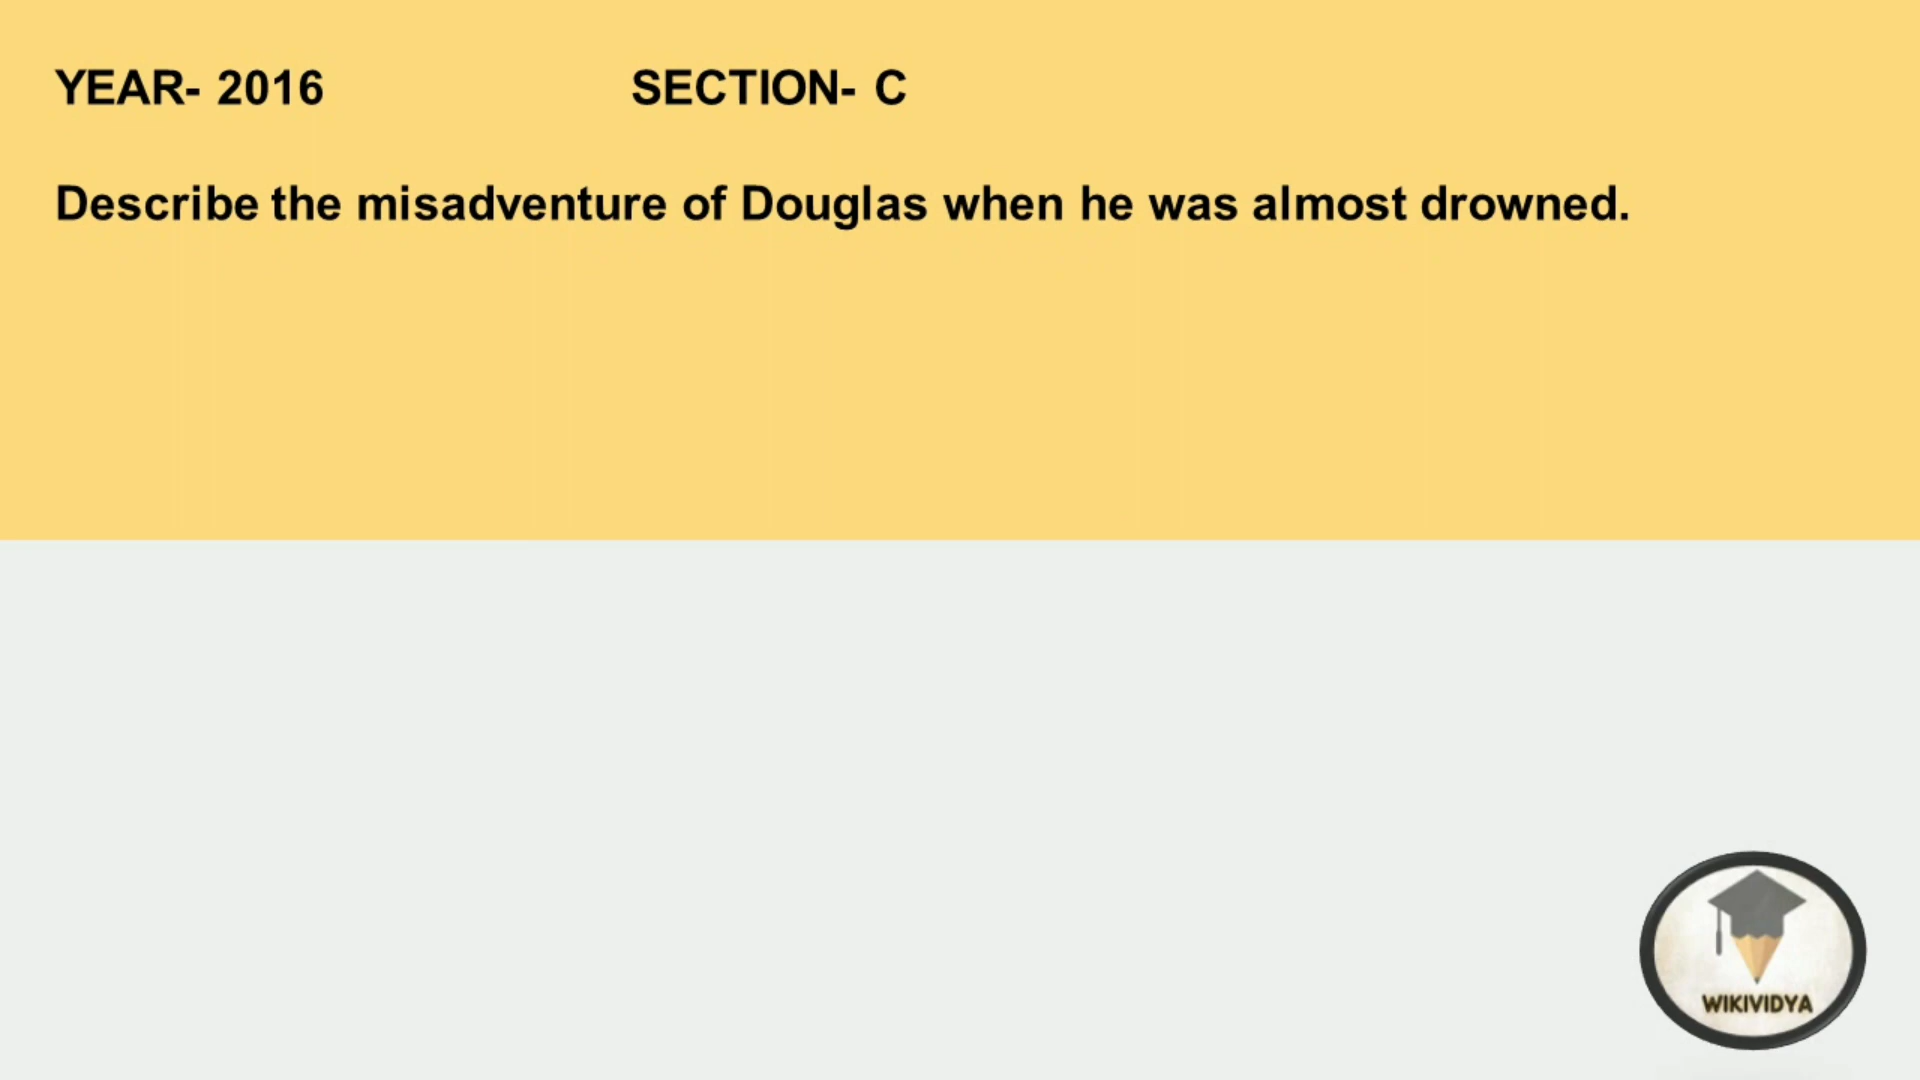 YEAR- 2016 SECTION- C
Describe the misadventure of Douglas when he was almost drowned.
WIKIVIDYA